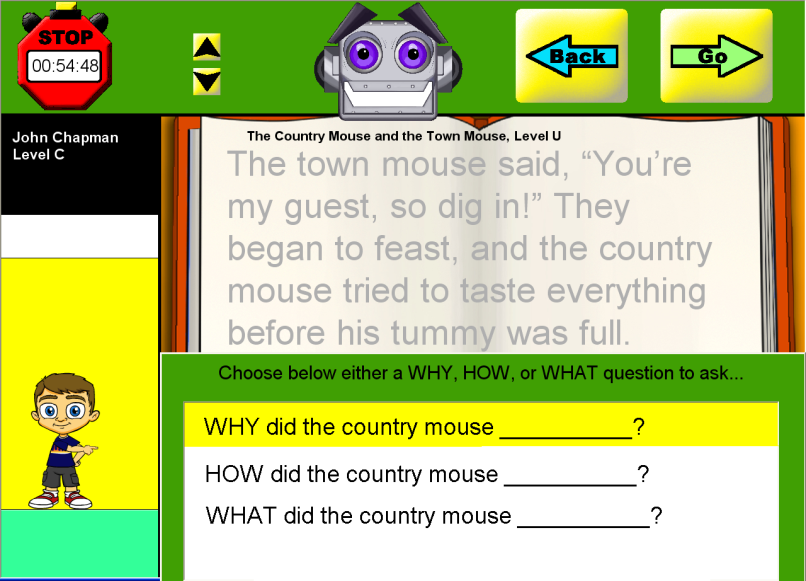 STOP
00:54:48
Back
Go
John Chapman
Level C
The Country Mouse and the Town Mouse, Level U
The town mouse said, “You’re
my guest, so dig in!” They
began to feast, and the country
mouse tried to taste everything
before his tummy was full.
Choose below either a WHY, HOW, or WHAT question to ask...
WHY did the country mouse ___________?
HOW did the country mouse ___________?
WHAT did the country mouse ___________?